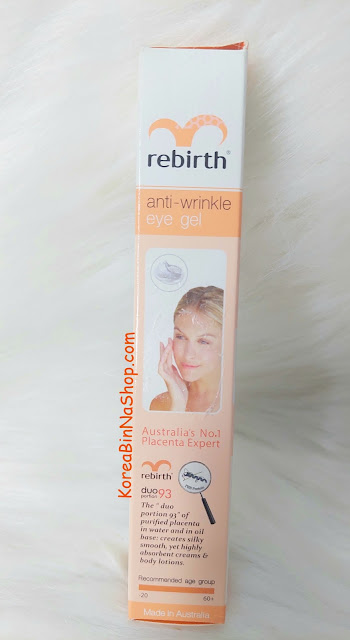 rebirth®
anti-wrinkle
eye gel
KoreaBinNaShop.com
Australia's No.1
Placenta Expert
rebirth
duo
portion 93
The " duo
portion 93" of
purified placenta
in water and in oil
base: creates silky
smooth, yet highly
absorbent creams &
body lotions.
Recommended age group
-20 60+
Made in Australia